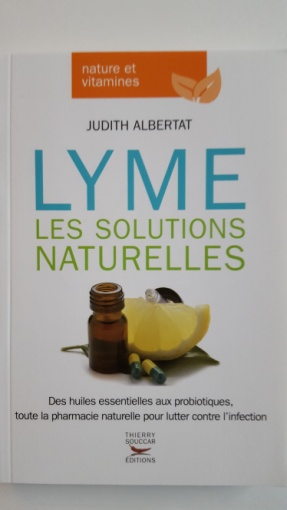 nature et
vitamines
JUDITH ALBERTAT
LYME
LES SOLUTIONS
NATURELLES
Des huiles essentielles aux probiotiques,
toute la pharmacie naturelle pour lutter contre l'infection
THIERRY
SOUCCAR
ÉDITIONS